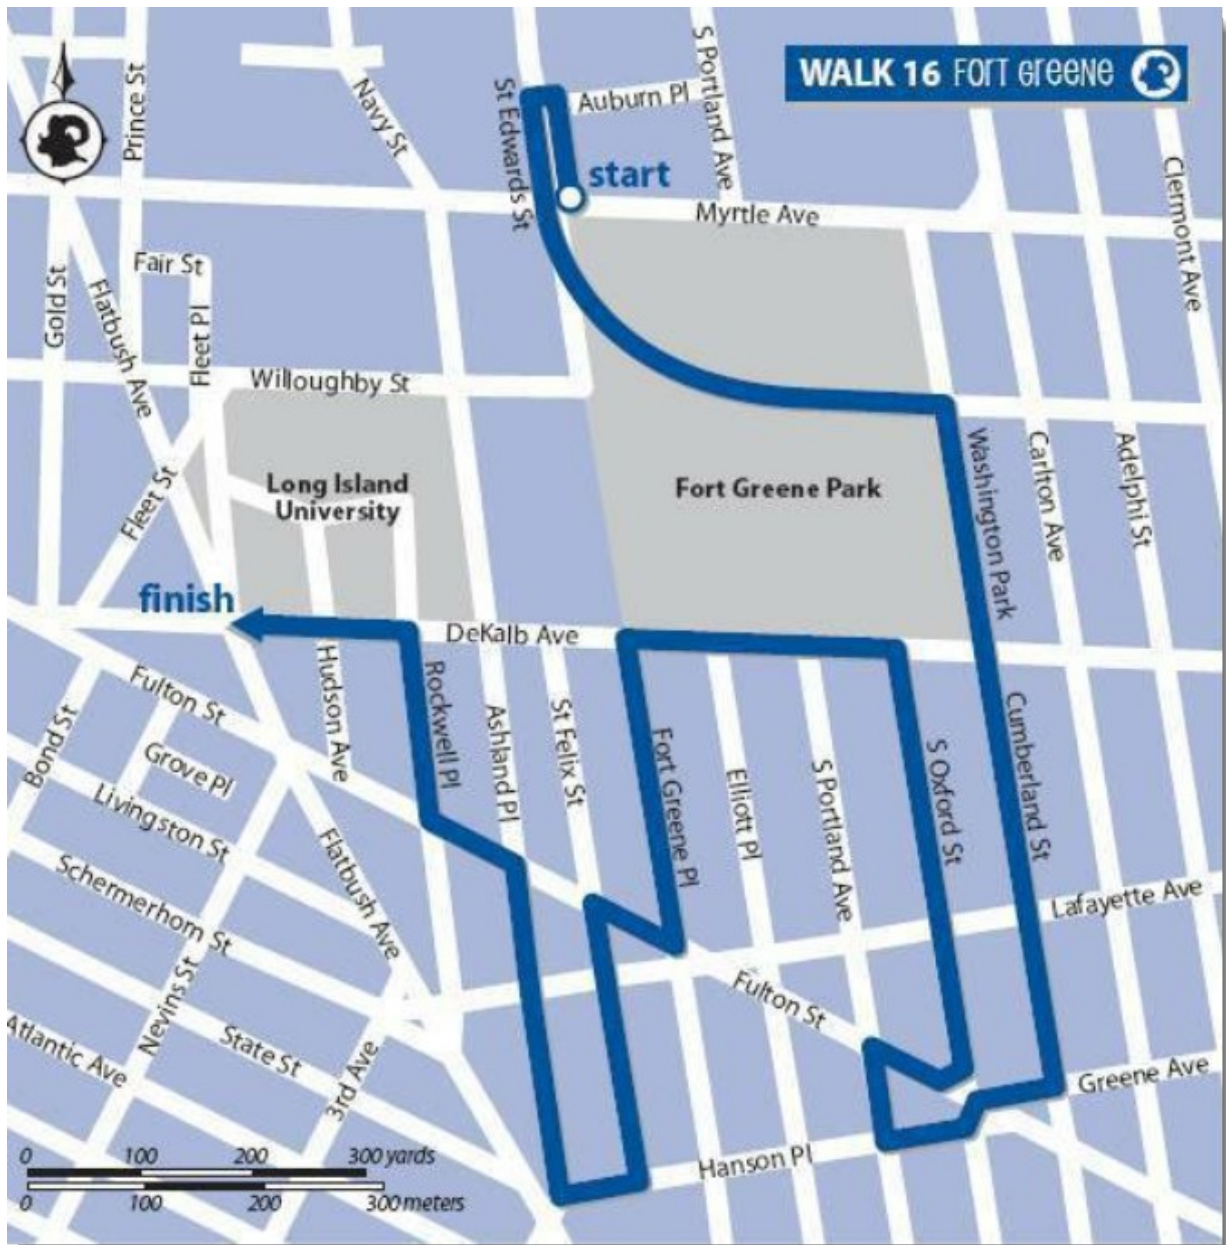 WALK 16 FORT GREENE
S Portland Ave
Prince St
Navy St
St Edwards St
Auburn Pl
start
Myrtle Ave
Clermont Ave
Fair St
Gold St
Flatbush Ave
Fleet Pl
Willoughby St
Long Island
University
Fort Greene Park
Washington Park
Carlton Ave
Adelphi St
Fleet St
finish
DeKalb Ave
Hudson Ave
Rockwell Pl
Ashland Pl
St Felix St
Fort Greene Pl
Elliott Pl
S Portland Ave
S Oxford St
Cumberland St
Fulton St
Bond St
Grove Pl
Livingston St
Flatbush Ave
Schermerhorn St
Lafayette Ave
Fulton St
Nevins St
State St
3rd Ave
Atlantic Ave
Greene Ave
Hanson Pl
0 100 200 300 yards
0 100 200 300 meters